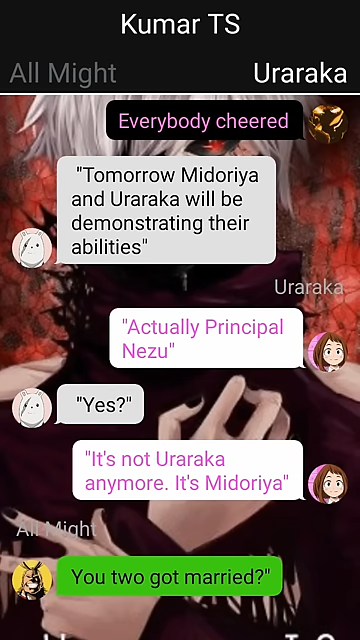 Kumar TS
All Might
Uraraka
Everybody cheered
"Tomorrow Midoriya
and Uraraka will be
demonstrating their
abilities"
Uraraka
"Actually Principal
Nezu"
"Yes?"
"It's not Uraraka
anymore. It's Midoriya"
All Might
You two got married?"